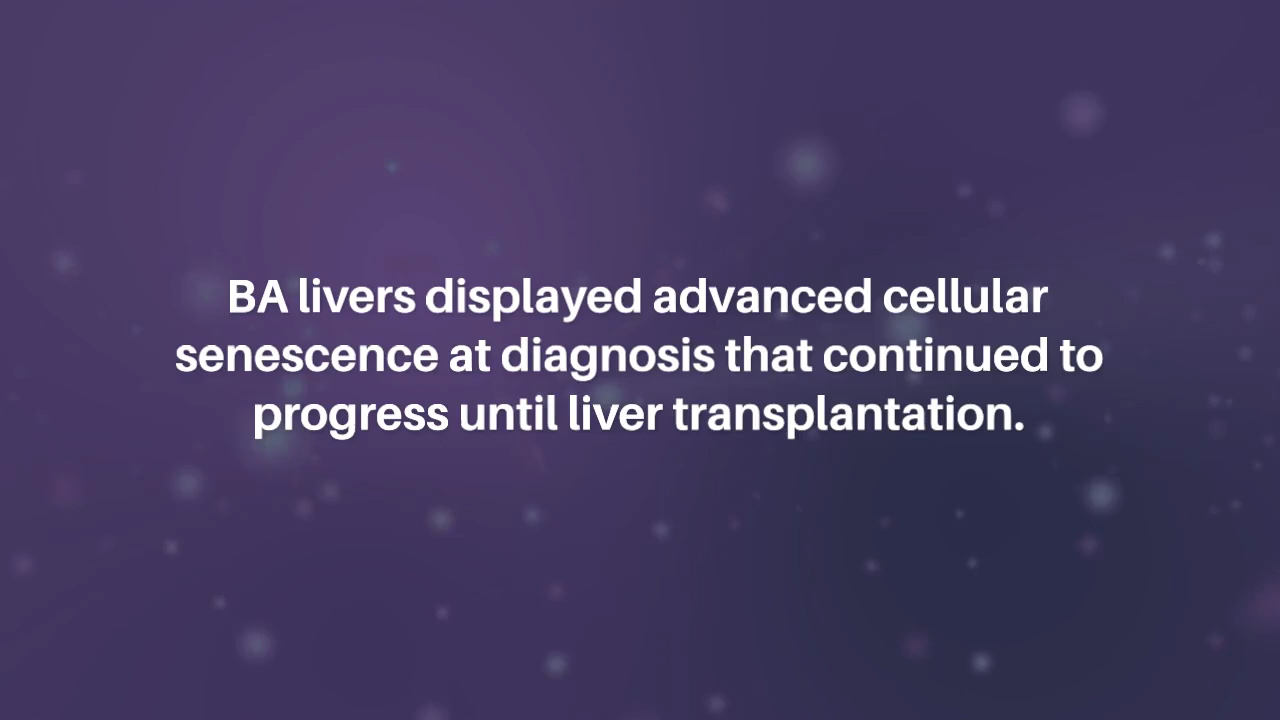 BA livers displayed advanced cellular
senescence at diagnosis that continued to
progress until liver transplantation.